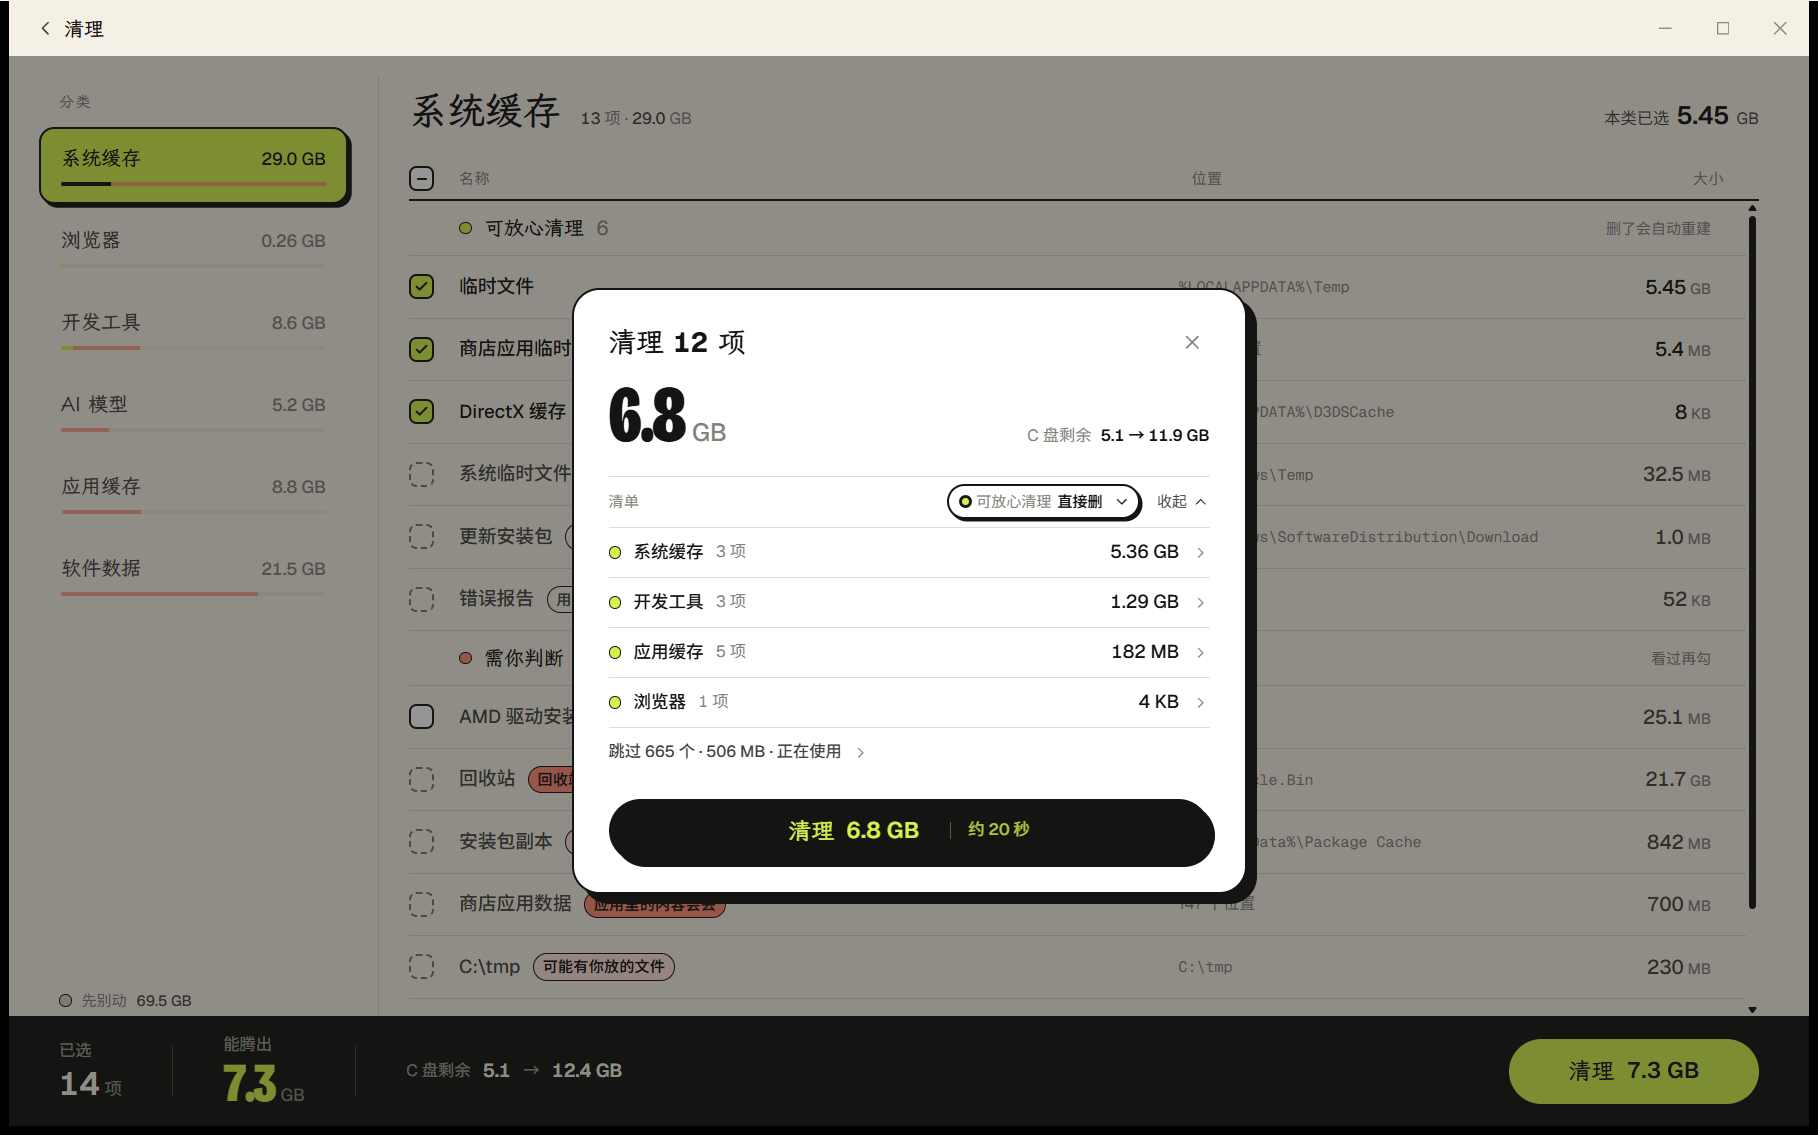 清理
分类
系统缓存 29.0 GB
浏览器 0.26 GB
开发工具 8.6 GB
AI 模型 5.2 GB
应用缓存 8.8 GB
软件数据 21.5 GB
先别动 69.5 GB
系统缓存 13 项 · 29.0 GB
本类已选 5.45 GB
名称 位置 大小
可放心清理 6 删了会自动重建
临时文件 %LOCALAPPDATA%\Temp 5.45 GB
商店应用临时 5.4 MB
DirectX 缓存 PDATA%\D3DSCache 8 KB
系统临时文件 ws\Temp 32.5 MB
更新安装包 ws\SoftwareDistribution\Download 1.0 MB
错误报告 用 52 KB
需你判断 看过再勾
AMD 驱动安装 25.1 MB
回收站 回收站 cle.Bin 21.7 GB
安装包副本 Data%\Package Cache 842 MB
商店应用数据 700 MB
C:\tmp 可能有你放的文件 C:\tmp 230 MB
清理 12 项
6.8 GB
C 盘剩余 5.1 → 11.9 GB
清单 可放心清理 直接删 收起
系统缓存 3 项 5.36 GB
开发工具 3 项 1.29 GB
应用缓存 5 项 182 MB
浏览器 1 项 4 KB
跳过 665 个 · 506 MB · 正在使用
清理 6.8 GB 约 20 秒
已选
14 项
能腾出
7.3 GB
C 盘剩余 5.1 → 12.4 GB
清理 7.3 GB